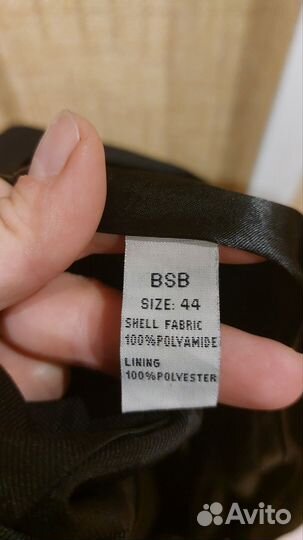 BSB
SIZE: 44
SHELL FABRIC
100%POLYAMIDE
LINING
100%POLYESTER
Avito